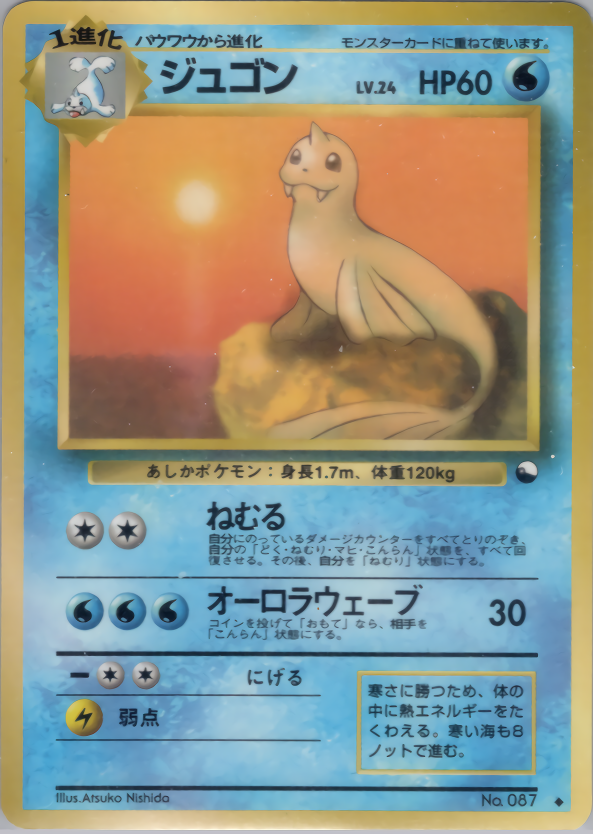 1進化
パウワウから進化
モンスターカードに重ねて使います。
ジュゴン
LV.24
HP60
あしかポケモン：身長1.7m、体重120kg
ねむる
自分にのっているダメージカウンターをすべてとりのぞき、
自分の「どく・ねむり・マヒ・こんらん」状態を、すべて回
復させる。その後、自分を「ねむり」状態にする。
オーロラウェーブ
30
コインを投げて「おもて」なら、相手を
「こんらん」状態にする。
にげる
弱点
寒さに勝つため、体の
中に熱エネルギーをた
くわえる。寒い海も8
ノットで進む。
Illus.Atsuko Nishida
No. 087